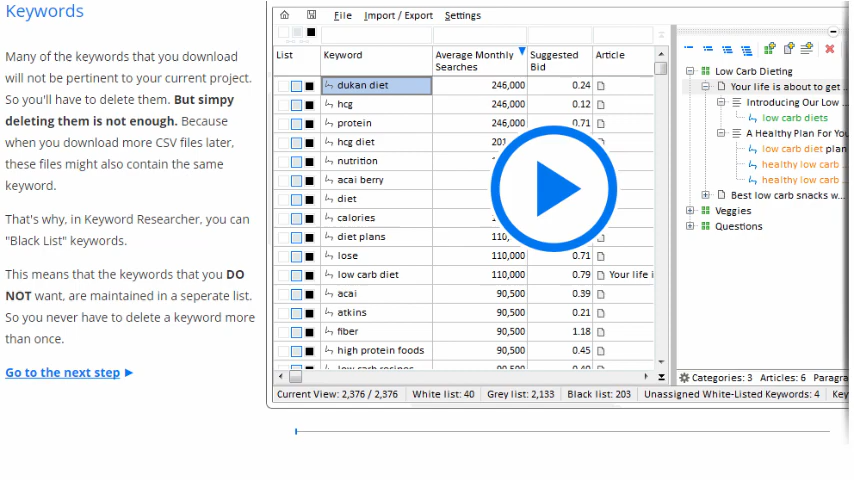 Keywords
Many of the keywords that you download
will not be pertinent to your current project.
So you'll have to delete them. But simpy
deleting them is not enough. Because
when you download more CSV files later,
these files might also contain the same
keyword.
That's why, in Keyword Researcher, you can
"Black List" keywords.
This means that the keywords that you DO
NOT want, are maintained in a seperate list.
So you never have to delete a keyword more
than once.
Go to the next step
File Import / Export Settings
List Keyword Average Monthly Searches Suggested Bid Article
dukan diet 246,000 0.24
hcg 246,000 0.12
protein 246,000 0.71
hcg diet
nutrition
acai berry
diet
calories
diet plans
lose 110,000 0.71
low carb diet 110,000 0.79 Your life i
acai 90,500 0.39
atkins 90,500 0.21
fiber 90,500 1.18
high protein foods 90,500 0.45
Current View: 2,376 / 2,376 White list: 40 Grey list: 2,133 Black list: 203 Unassigned White-Listed Keywords: 4 Key
Low Carb Dieting
Your life is about to get ...
Introducing Our Low
low carb diets
A Healthy Plan For You
low carb diet plan
healthy low carb ...
healthy low carb ...
Best low carb snacks w...
Veggies
Questions
Categories: 3 Articles: 6 Paragra